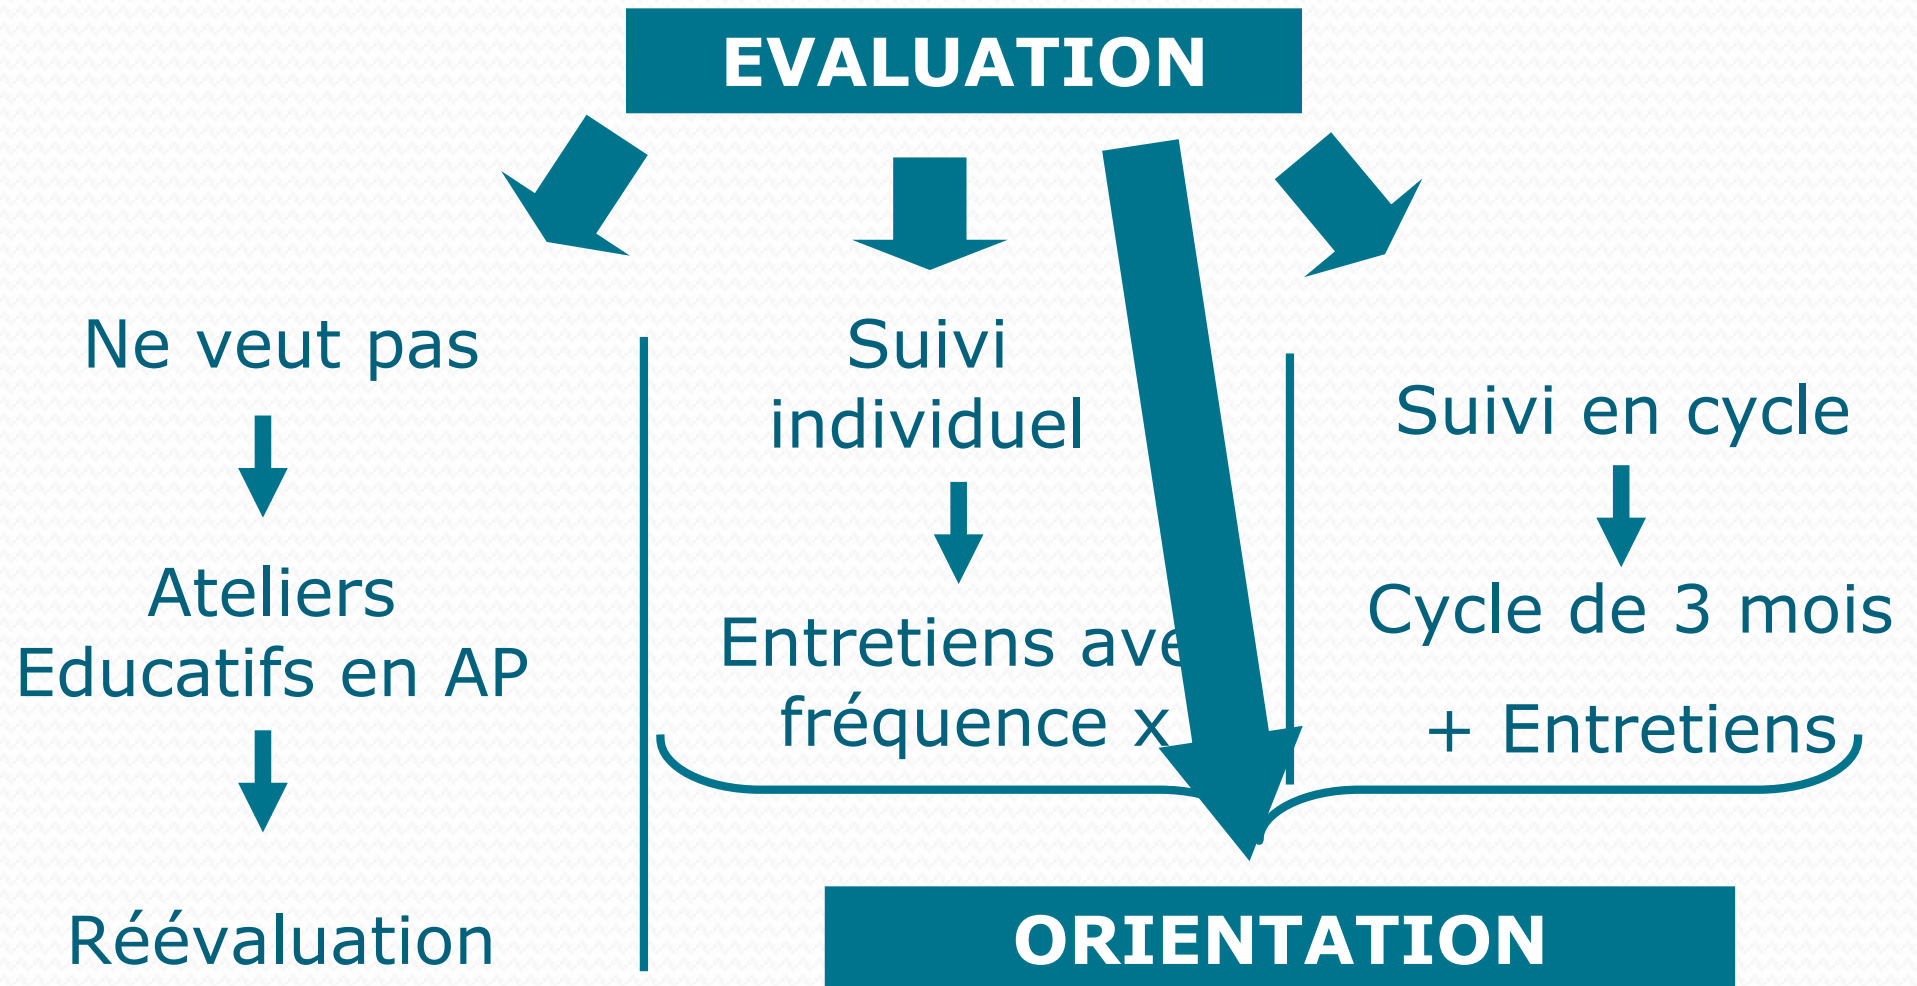 EVALUATION
Ne veut pas
Ateliers
Educatifs en AP
Réévaluation
Suivi
individuel
Entretiens ave
fréquence x
Suivi en cycle
Cycle de 3 mois
+ Entretiens
ORIENTATION